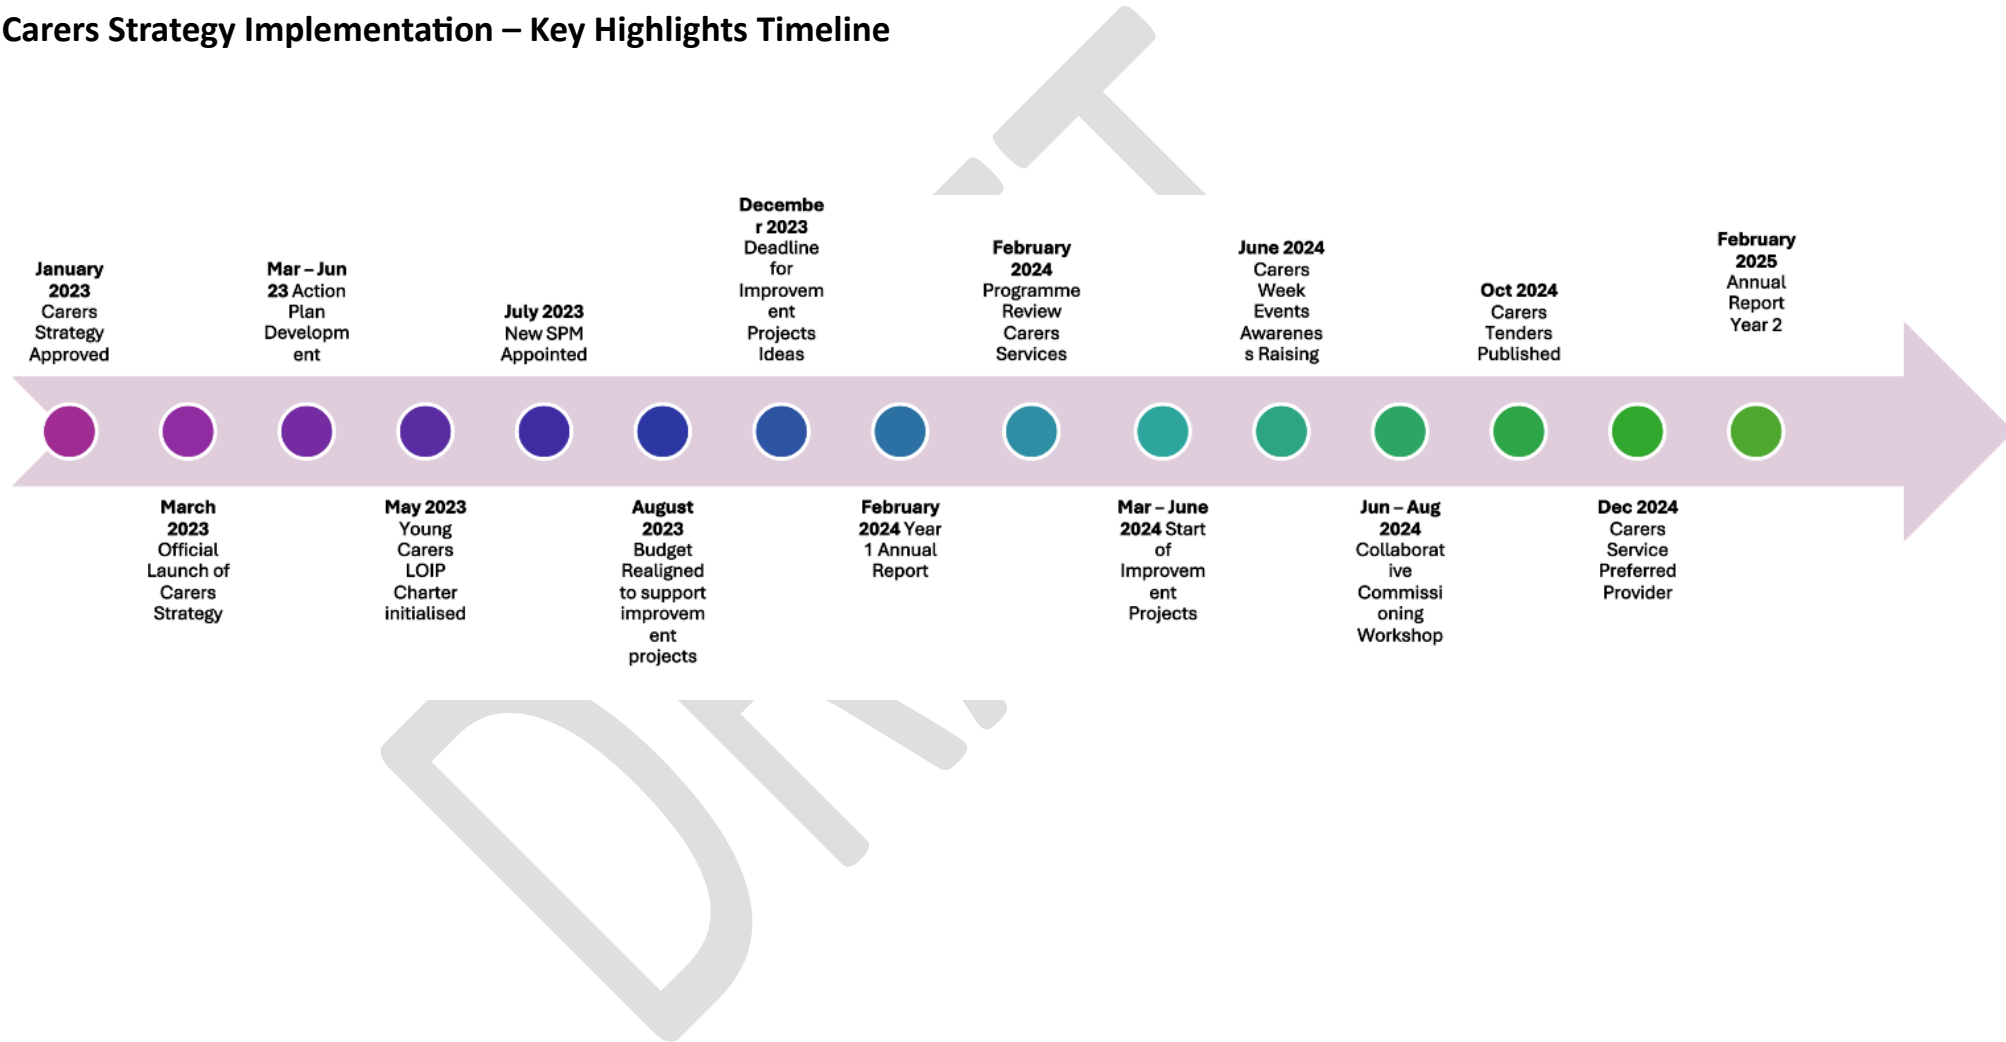 Carers Strategy Implementation – Key Highlights Timeline
January
2023
Carers
Strategy
Approved
March
2023
Official
Launch of
Carers
Strategy
Mar – Jun
23 Action
Plan
Developm
ent
May 2023
Young
Carers
LOIP
Charter
initialised
July 2023
New SPM
Appointed
August
2023
Budget
Realigned
to support
improvem
ent
projects
Decembe
r 2023
Deadline
for
Improvem
ent
Projects
Ideas
February
2024 Year
1 Annual
Report
February
2024
Programme
Review
Carers
Services
Mar – June
2024 Start
of
Improvem
ent
Projects
June 2024
Carers
Week
Events
Awarenes
s Raising
Jun – Aug
2024
Collaborat
ive
Commissi
oning
Workshop
Oct 2024
Carers
Tenders
Published
Dec 2024
Carers
Service
Preferred
Provider
February
2025
Annual
Report
Year 2